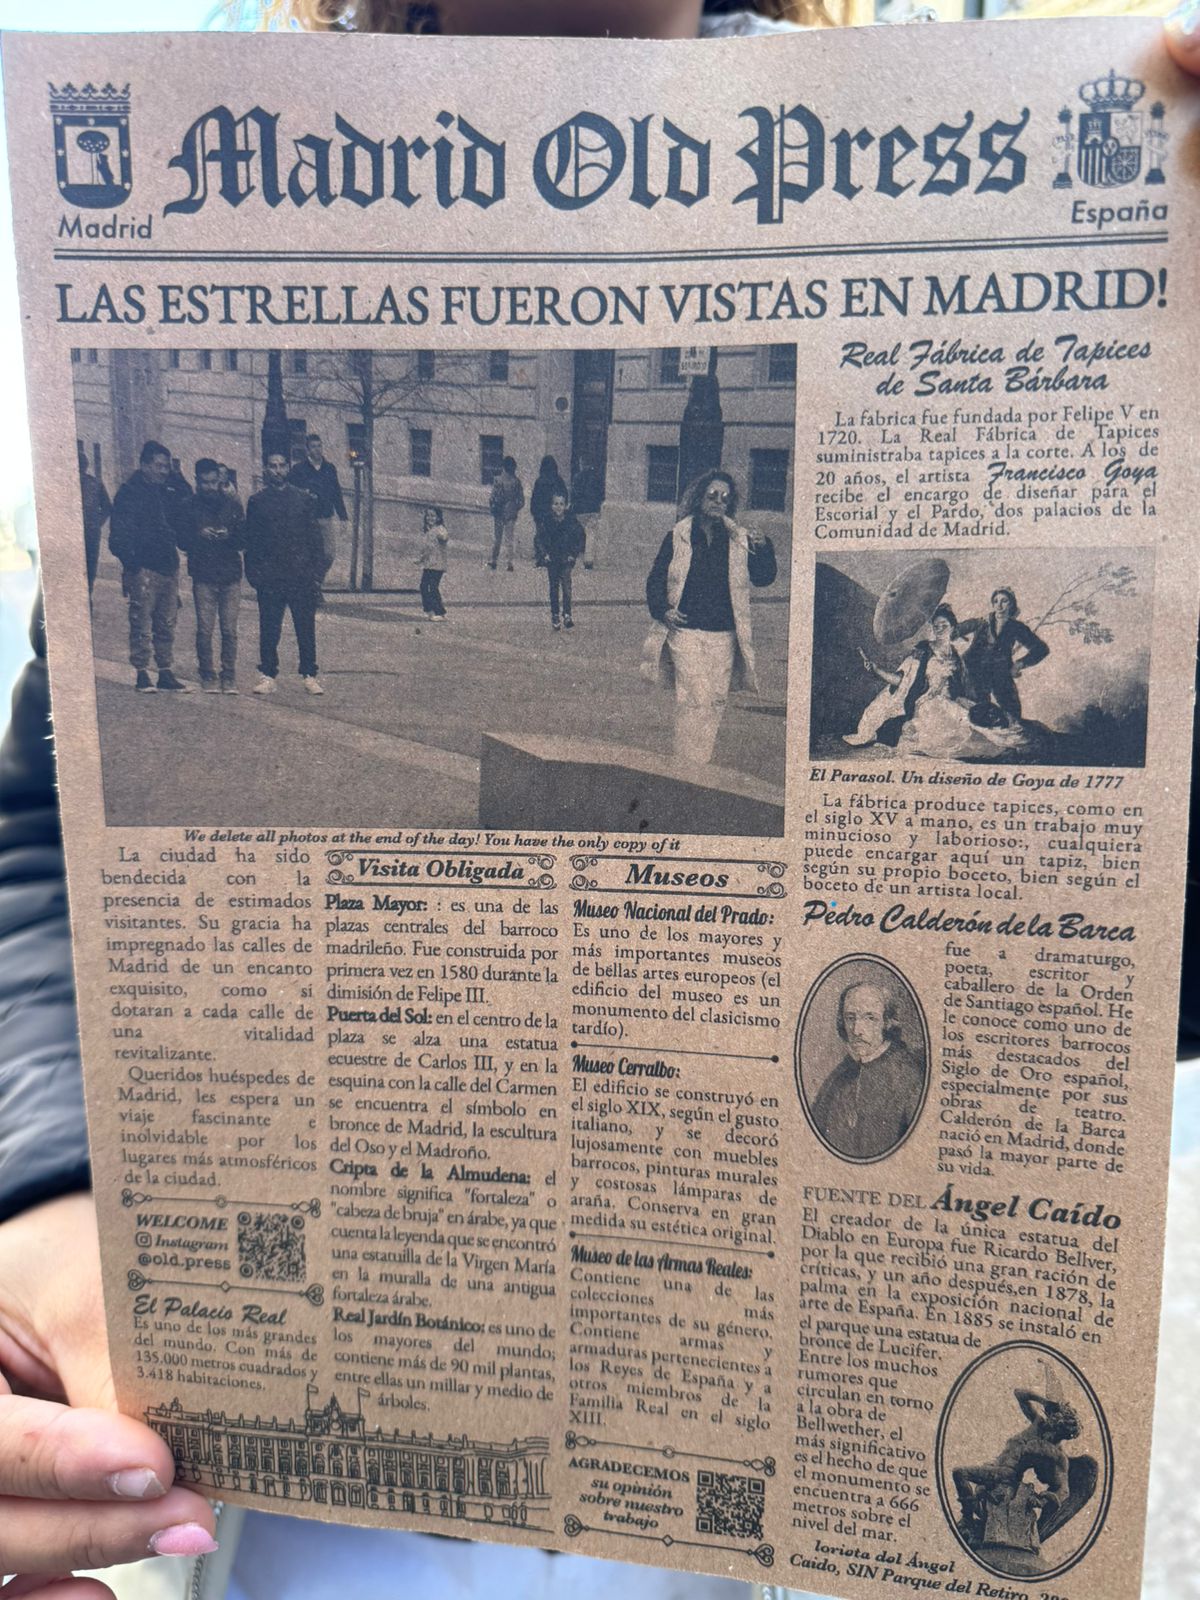 Madrid Old Press
Madrid
España
LAS ESTRELLAS FUERON VISTAS EN MADRID!
We delete all photos at the end of the day! You have the only copy of it
La ciudad ha sido
bendecida con la
presencia de estimados
visitantes. Su gracia ha
impregnado las calles de
Madrid de un encanto
exquisito, como si
dotaran a cada calle de
una vitalidad
revitalizante.
Queridos huéspedes de
Madrid, les espera un
viaje fascinante e
inolvidable por los
lugares más atmosféricos
de la ciudad.
WELCOME
Instagram
@old.press
El Palacio Real
Es uno de los más grandes
del mundo. Con más de
135.000 metros cuadrados y
3.418 habitaciones.
Visita Obligada
Plaza Mayor: : es una de las
plazas centrales del barroco
madrileño. Fue construida por
primera vez en 1580 durante la
dimisión de Felipe III.
Puerta del Sol: en el centro de la
plaza se alza una estatua
ecuestre de Carlos III, y en la
esquina con la calle del Carmen
se encuentra el símbolo en
bronce de Madrid, la escultura
del Oso y el Madroño.
Cripta de la Almudena: el
nombre significa "fortaleza" o
"cabeza de bruja" en árabe, ya que
cuenta la leyenda que se encontró
una estatuilla de la Virgen María
en la muralla de una antigua
fortaleza árabe.
Real Jardín Botánico: es uno de
los mayores del mundo;
contiene más de 90 mil plantas,
entre ellas un millar y medio de
árboles.
Museos
Museo Nacional del Prado:
Es uno de los mayores y
más importantes museos
de bellas artes europeos (el
edificio del museo es un
monumento del clasicismo
tardío).
Museo Cerralbo:
El edificio se construyó en
el siglo XIX, según el gusto
italiano, y se decoró
lujosamente con muebles
barrocos, pinturas murales
y costosas lámparas de
araña. Conserva en gran
medida su estética original.
Museo de las Armas Reales:
Contiene una de las
colecciones más
importantes de su género.
Contiene armas y
armaduras pertenecientes a
los Reyes de España y a
otros miembros de la
Familia Real en el siglo
XIII.
AGRADECEMOS
su opinión
sobre nuestro
trabajo
Real Fábrica de Tapices
de Santa Bárbara
La fabrica fue fundada por Felipe V en
1720. La Real Fábrica de Tapices
suministraba tapices a la corte. A los de
20 años, el artista Francisco Goya
recibe el encargo de diseñar para el
Escorial y el Pardo, dos palacios de la
Comunidad de Madrid.
El Parasol. Un diseño de Goya de 1777
La fábrica produce tapices, como en
el siglo XV a mano, es un trabajo muy
minucioso y laborioso:, cualquiera
puede encargar aquí un tapiz, bien
según su propio boceto, bien según el
boceto de un artista local.
Pedro Calderón de la Barca
fue a dramaturgo,
poeta, escritor y
caballero de la Orden
de Santiago español. He
le conoce como uno de
los escritores barrocos
más destacados del
Siglo de Oro español,
especialmente por sus
obras de teatro.
Calderón de la Barca
nació en Madrid, donde
pasó la mayor parte de
su vida.
FUENTE DEL Ángel Caído
El creador de la única estatua del
Diablo en Europa fue Ricardo Bellver,
por la que recibió una gran ración de
críticas, y un año después,en 1878, la
palma en la exposición nacional de
arte de España. En 1885 se instaló en
el parque una estatua de
bronce de Lucifer.
Entre los muchos
rumores que
circulan en torno
a la obra de
Bellwether, el
más significativo
es el hecho de que
el monumento se
encuentra a 666
metros sobre el
nivel del mar.
lorieta del Ángel
Caído, SIN Parque del Retiro,